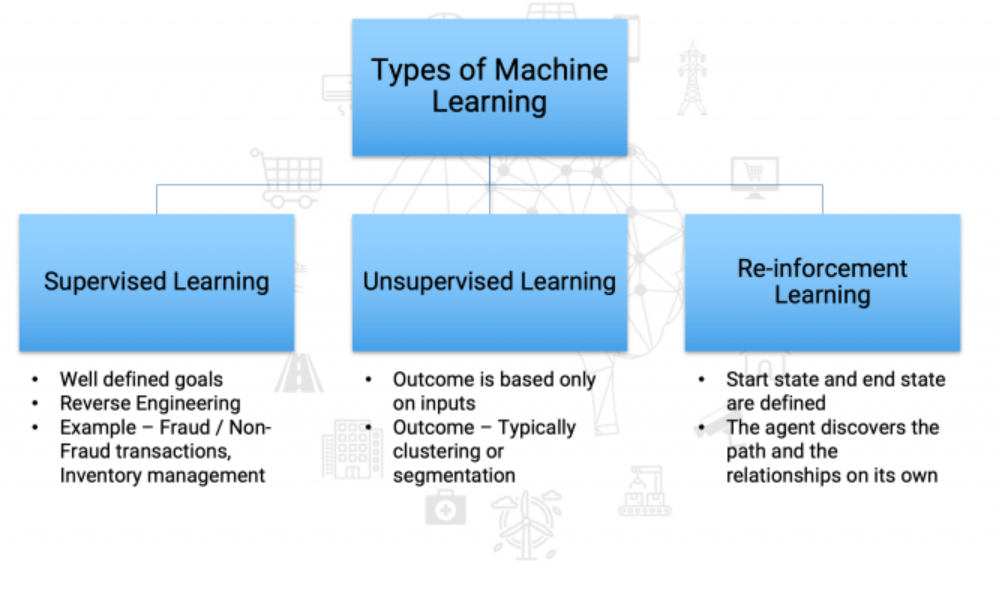 Types of Machine
Learning
Supervised Learning
Unsupervised Learning
Re-inforcement
Learning
• Well defined goals
• Reverse Engineering
• Example – Fraud / Non-
Fraud transactions,
Inventory management
• Outcome is based only
on inputs
• Outcome – Typically
clustering or
segmentation
• Start state and end state
are defined
• The agent discovers the
path and the
relationships on its own